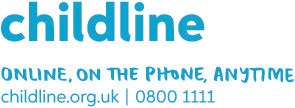 childline
ONLINE, ON THE PHONE, ANYTIME
childline.org.uk | 0800 1111